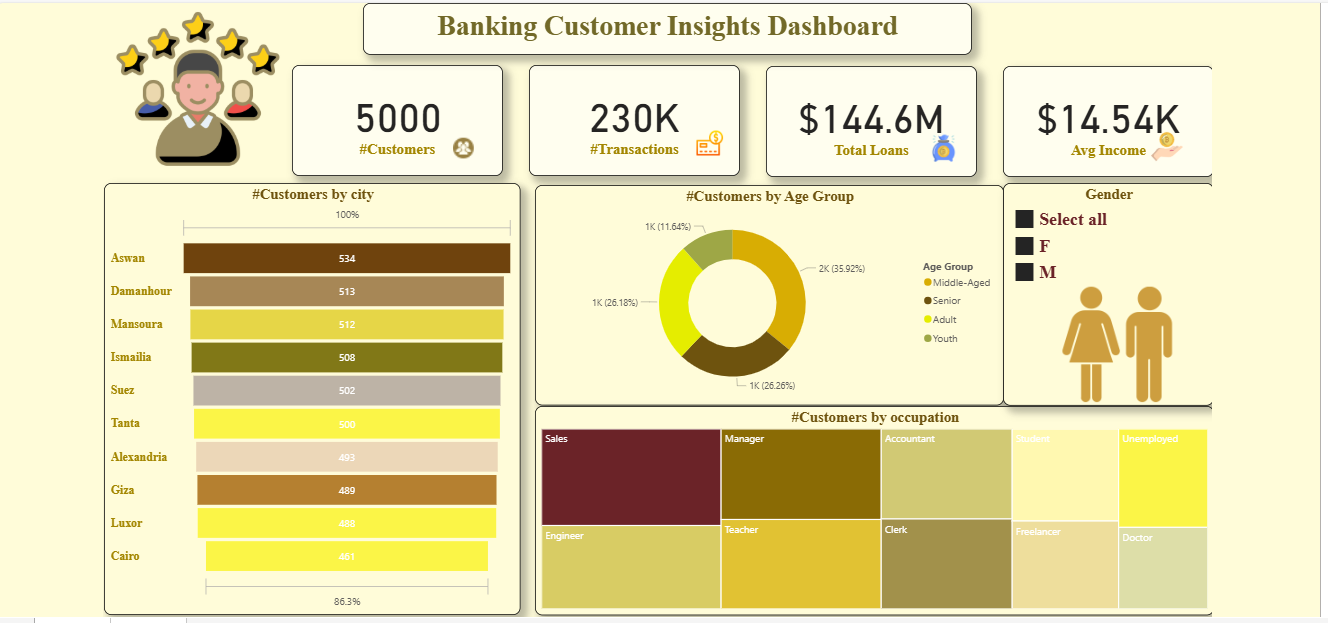 Banking Customer Insights Dashboard
5000
#Customers
230K
#Transactions
$144.6M
Total Loans
$14.54K
Avg Income
#Customers by city
100%
Aswan 534
Damanhour 513
Mansoura 512
Ismailia 508
Suez 502
Tanta 500
Alexandria 493
Giza 489
Luxor 488
Cairo 461
86.3%
#Customers by Age Group
1K (11.64%)
2K (35.92%)
1K (26.18%)
1K (26.26%)
Age Group
Middle-Aged
Senior
Adult
Youth
Gender
Select all
F
M
#Customers by occupation
Sales
Manager
Accountant
Student
Unemployed
Engineer
Teacher
Clerk
Freelancer
Doctor